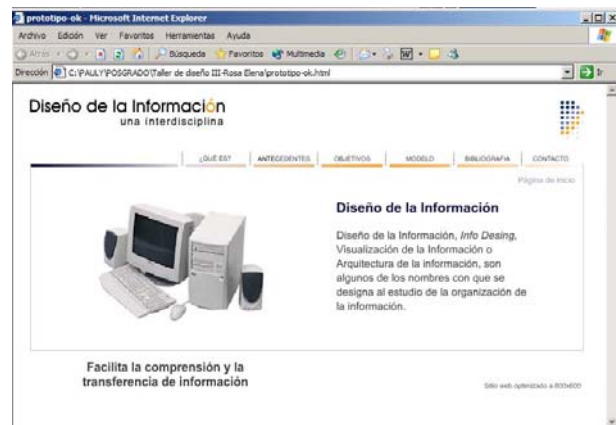 prototipo-ok - Microsoft Internet Explorer
Archivo Edición Ver Favoritos Herramientas Ayuda
Atrás Búsqueda Favoritos Multimedia
Dirección C:\PAULY\POSGRADO\Taller de diseño III-Rosa Elena\prototipo-ok.html Ir
Diseño de la Información
una interdisciplina
¿QUÉ ES? ANTECEDENTES OBJETIVOS MODELO BIBLIOGRAFIA CONTACTO
Página de Inicio
Diseño de la Información
Diseño de la Información, Info Desing,
Visualización de la Información o
Arquitectura de la información, son
algunos de los nombres con que se
designa al estudio de la organización de
la información.
Facilita la comprensión y la
transferencia de información
Sitio web optimizado a 800x600